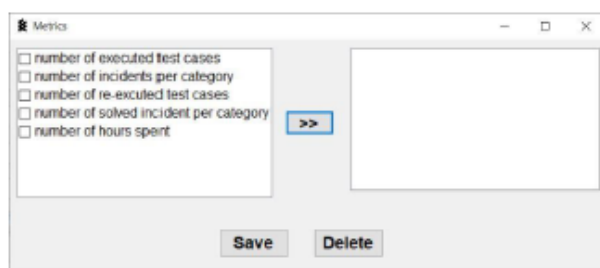 Metrics
number of executed test cases
number of incidents per category
number of re-excuted test cases
number of solved incident per category
number of hours speint
>>
Save Delete